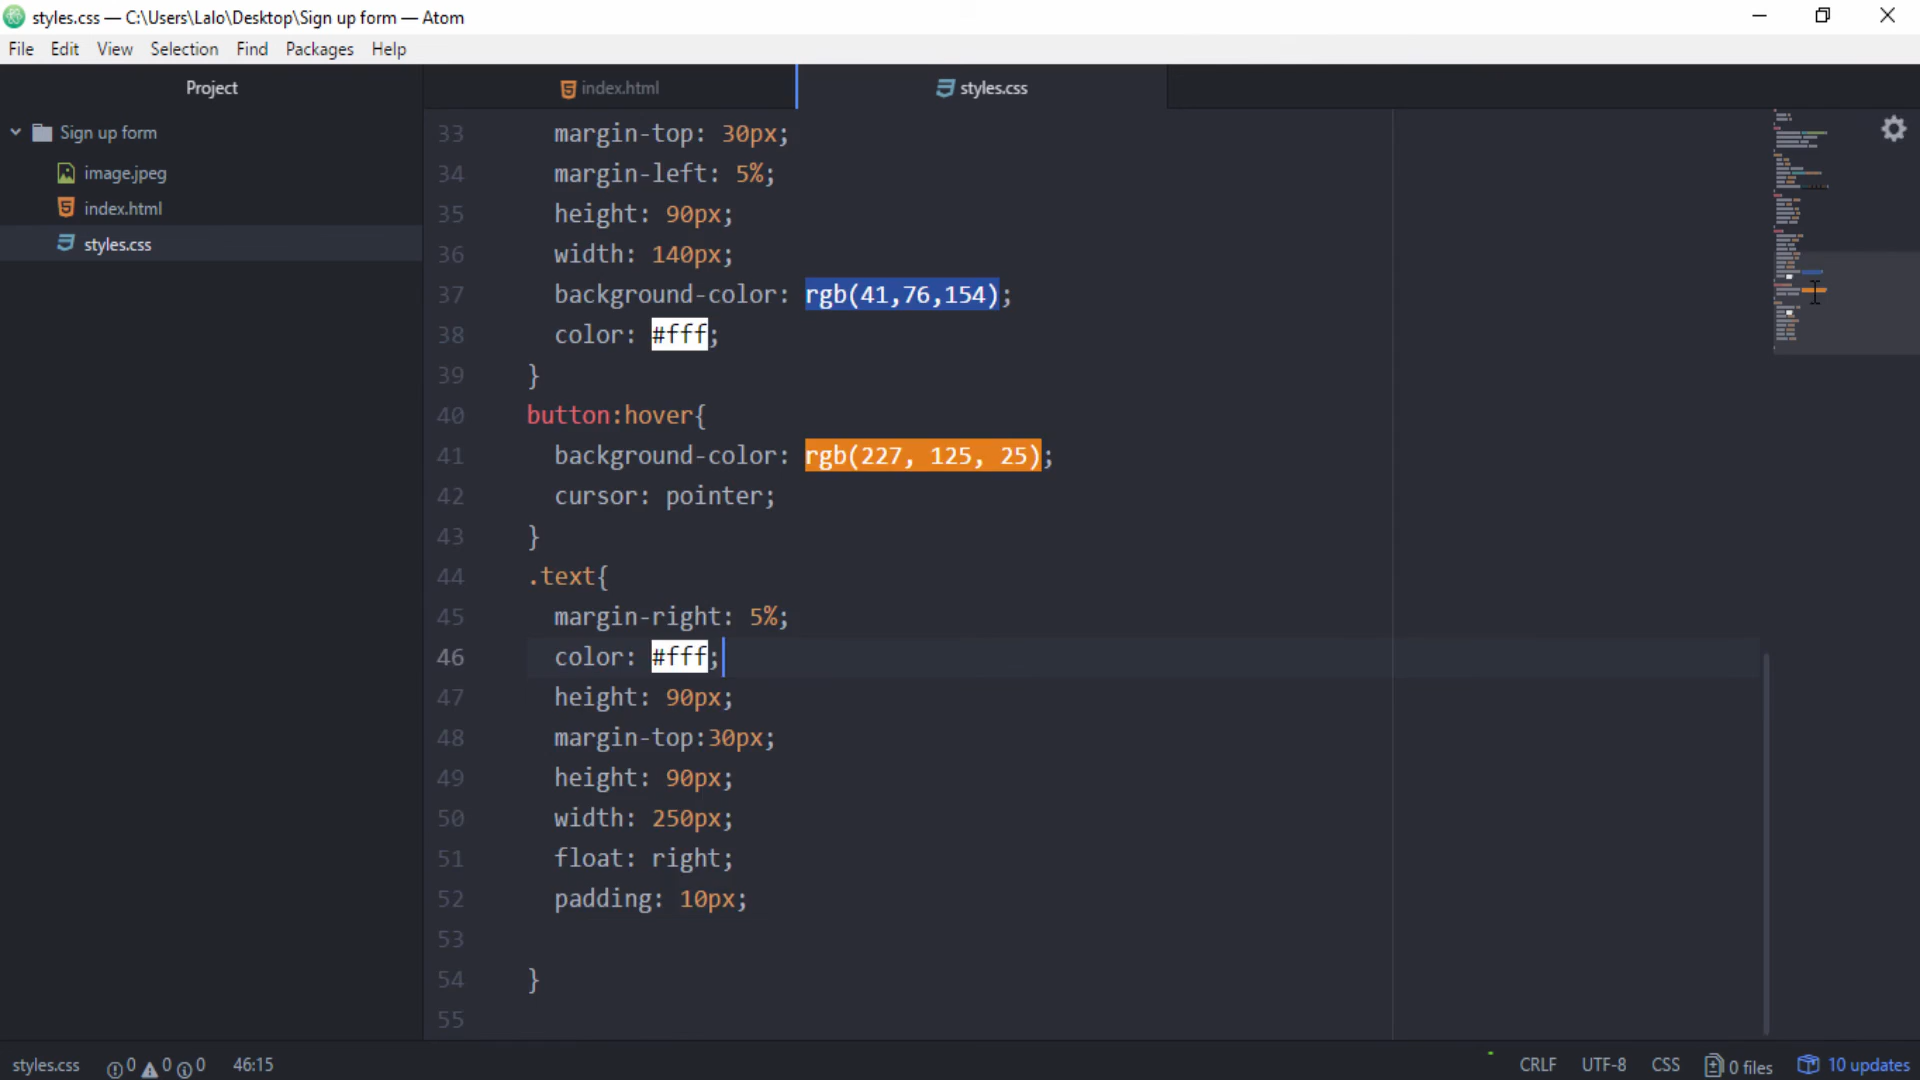 styles.css — C:\Users\Lalo\Desktop\Sign up form — Atom
File Edit View Selection Find Packages Help
Project
index.html
styles.css
Sign up form
image.jpeg
index.html
styles.css
33 margin-top: 30px;
34 margin-left: 5%;
35 height: 90px;
36 width: 140px;
37 background-color: rgb(41,76,154);
38 color: #fff;
39 }
40 button:hover{
41 background-color: rgb(227, 125, 25);
42 cursor: pointer;
43 }
44 .text{
45 margin-right: 5%;
46 color: #fff;
47 height: 90px;
48 margin-top:30px;
49 height: 90px;
50 width: 250px;
51 float: right;
52 padding: 10px;
53
54 }
55
styles.css 0 0 0 46:15 CRLF UTF-8 CSS 0 files 10 updates